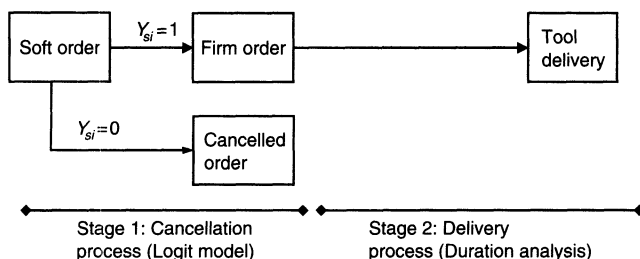 Soft order
Y_si=1
Firm order
Tool
delivery
Y_si=0
Cancelled
order
Stage 1: Cancellation
process (Logit model)
Stage 2: Delivery
process (Duration analysis)